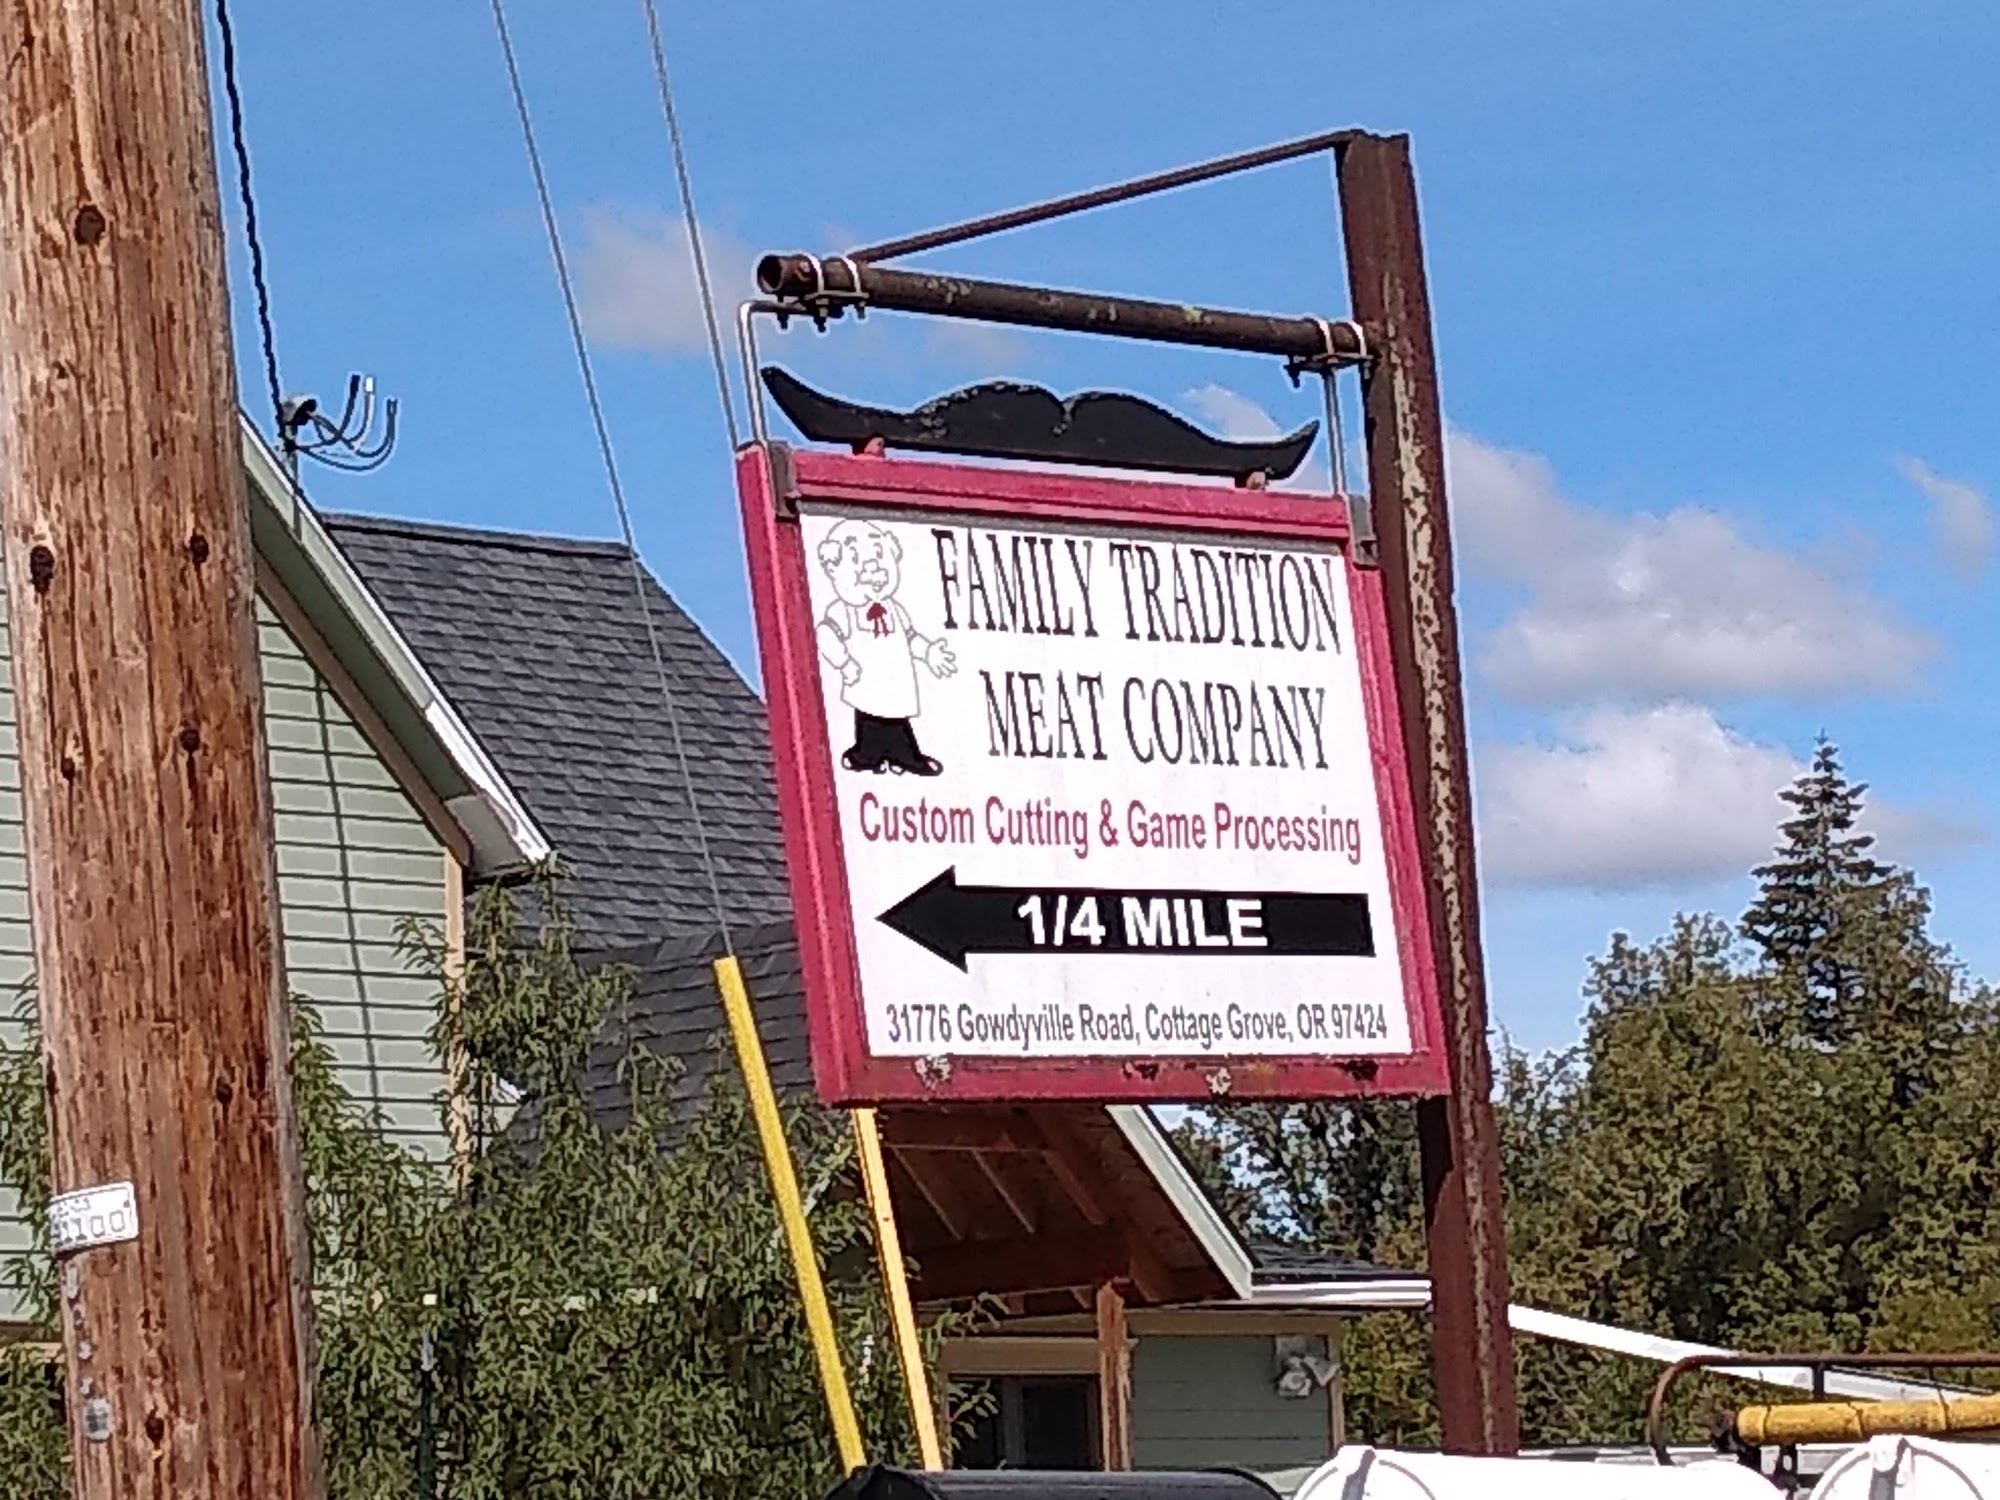 FAMILY TRADITION
MEAT COMPANY
Custom Cutting & Game Processing
1/4 MILE
31776 Gowdyville Road, Cottage Grove, OR 97424